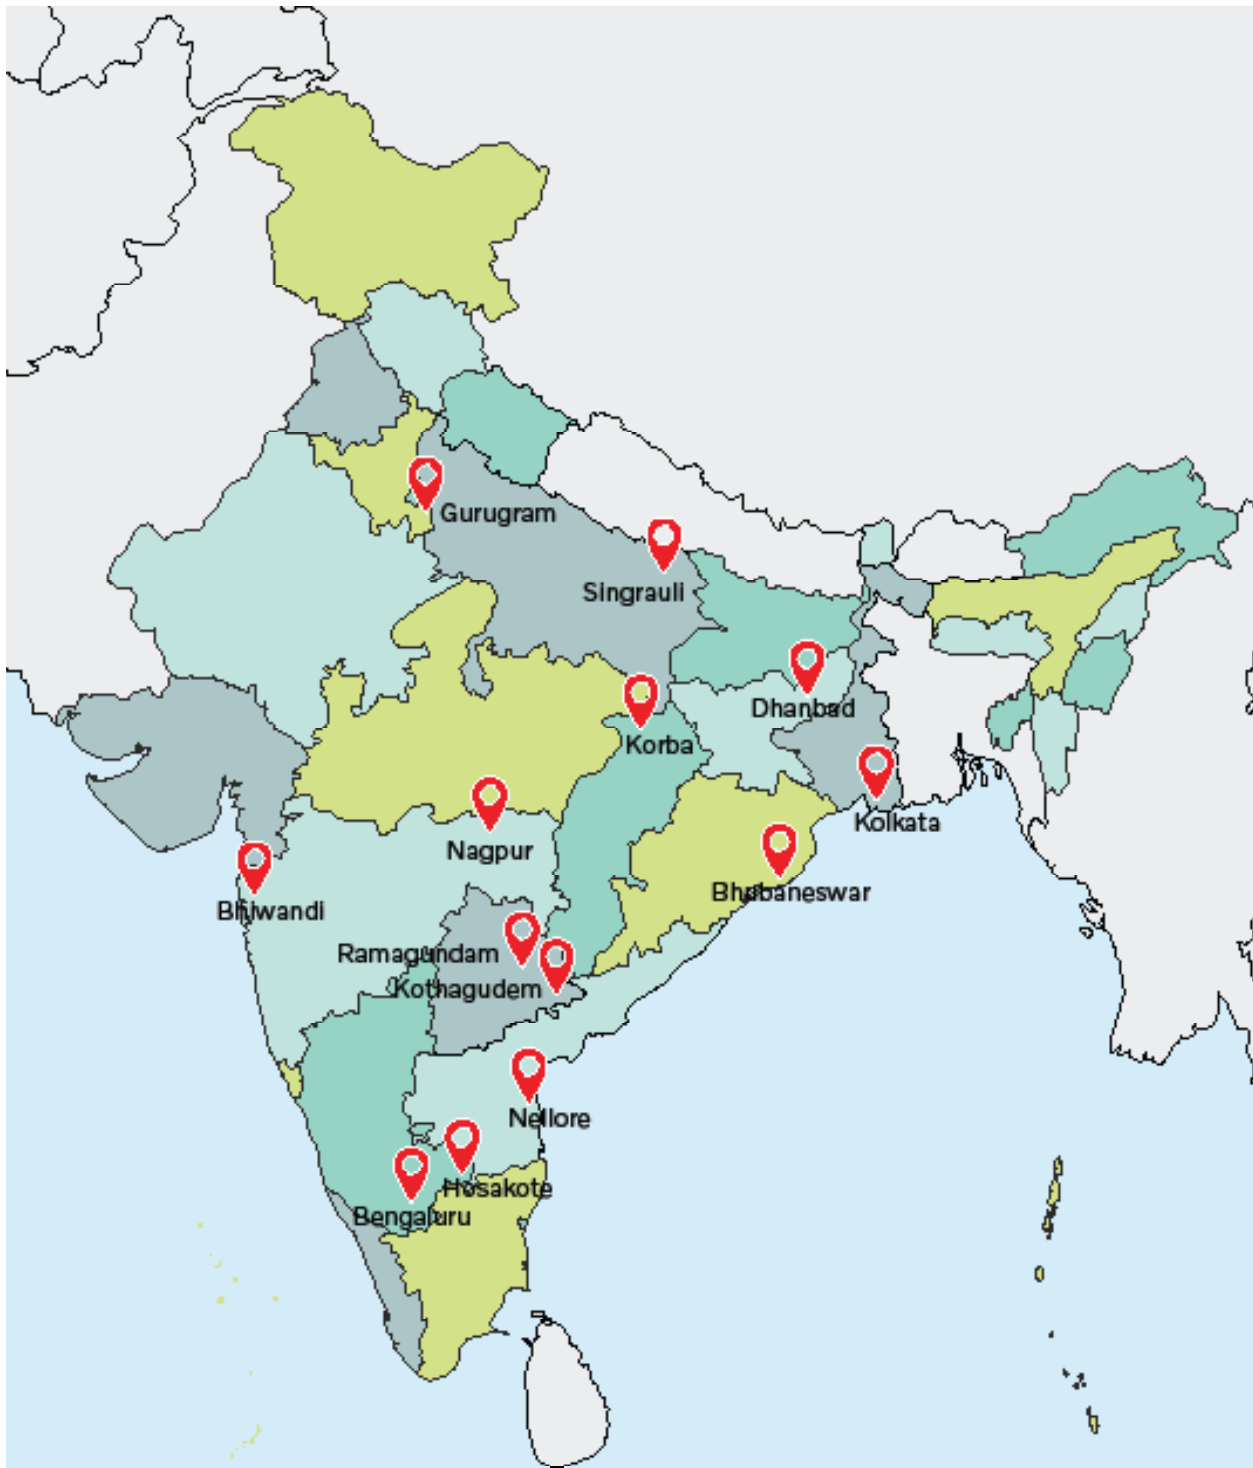 Gurugram
Singrauli
Dhanbad
Korba
Kolkata
Nagpur
Bhubaneswar
Bhiwandi
Ramagundam
Kothagudem
Nellore
Hosakote
Bengaluru